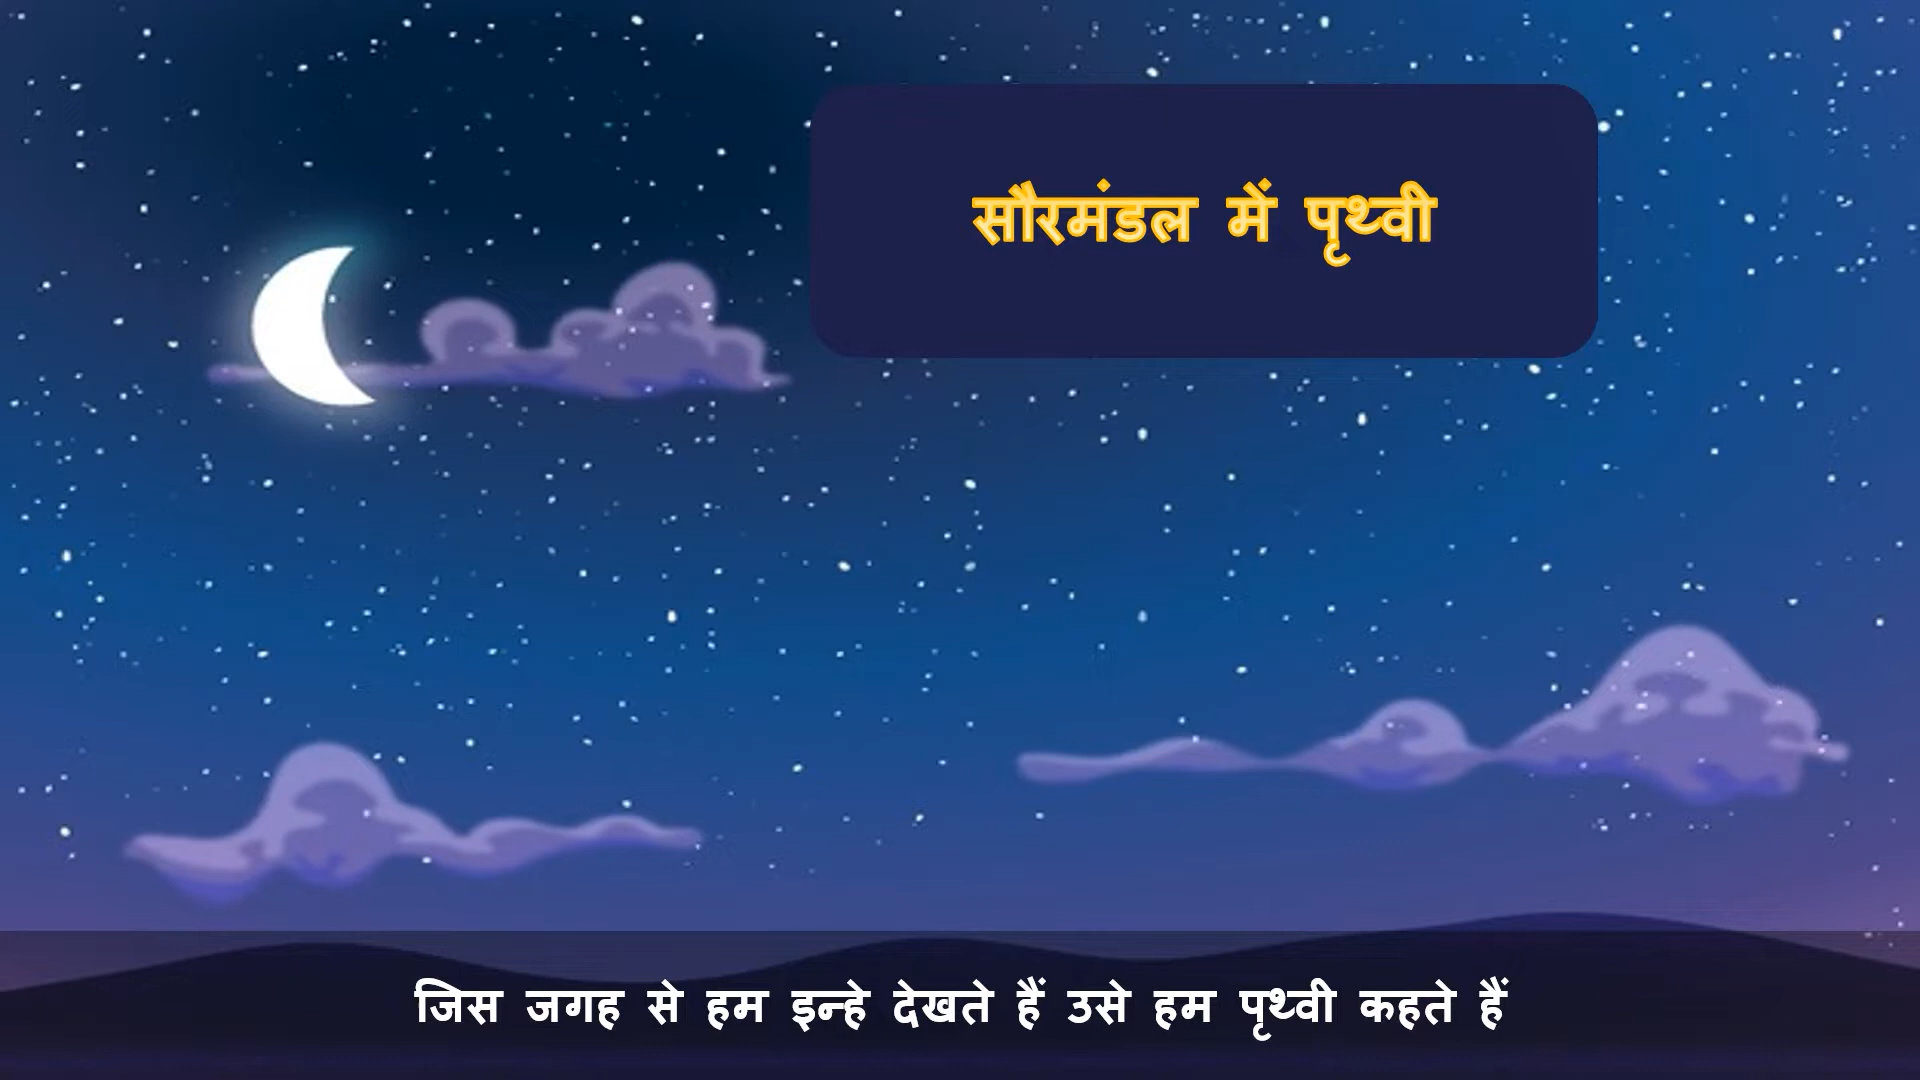 सौरमंडल में पृथ्वी
जिस जगह से हम इन्हे देखते हैं उसे हम पृथ्वी कहते हैं